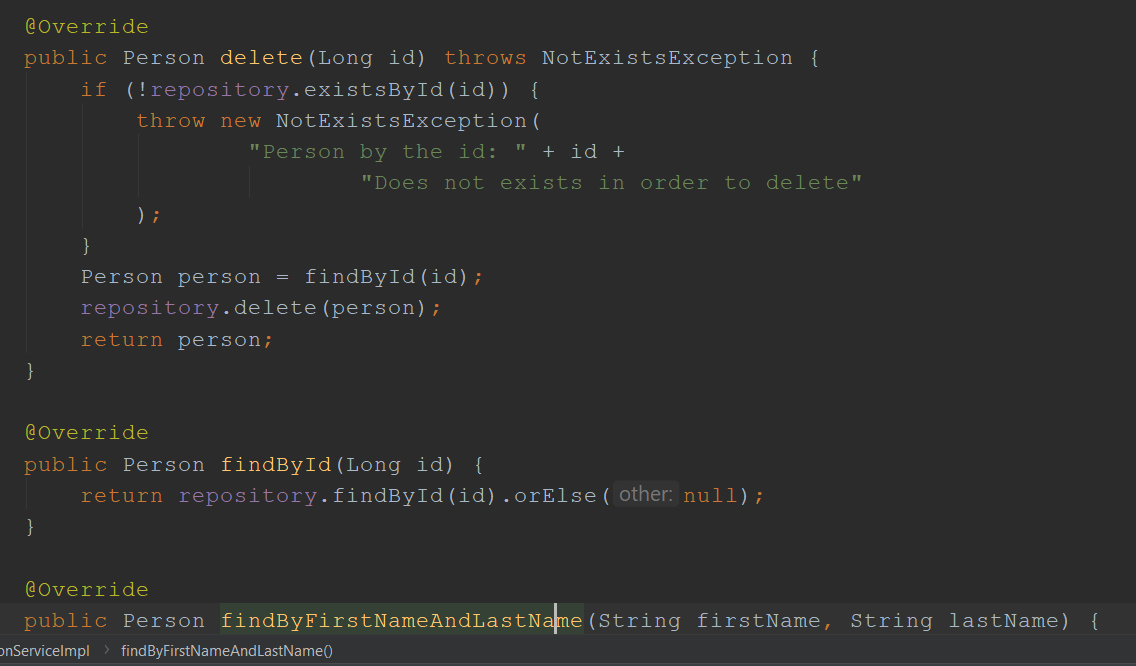 @Override
public Person delete(Long id) throws NotExistsException {
    if (!repository.existsById(id)) {
        throw new NotExistsException(
                "Person by the id: " + id +
                        "Does not exists in order to delete"
        );
    }
    Person person = findById(id);
    repository.delete(person);
    return person;
}
@Override
public Person findById(Long id) {
    return repository.findById(id).orElse( other: null);
}
@Override
public Person findByFirstNameAndLastName(String firstName, String lastName) {
onServiceImpl › findByFirstNameAndLastName()